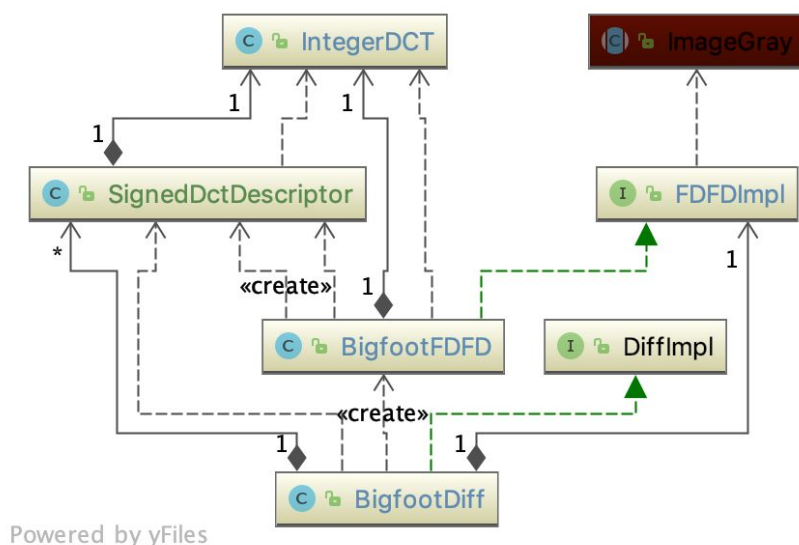 C IntegerDCT
C ImageGray
1
1
1
C SignedDctDescriptor
I FDFDImpl
*
«create»
1
1
C BigfootFDFD
I DiffImpl
«create»
1
1
C BigfootDiff
Powered by yFiles